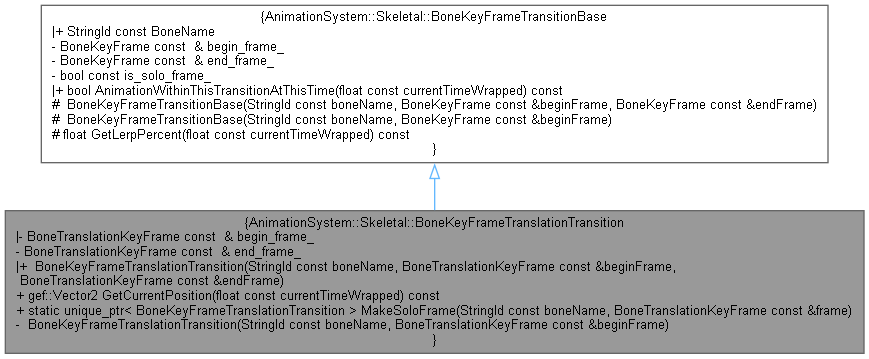 {AnimationSystem::Skeletal::BoneKeyFrameTransitionBase
|+ StringId const BoneName
- BoneKeyFrame const  & begin_frame_
- BoneKeyFrame const  & end_frame_
- bool const is_solo_frame_
|+ bool AnimationWithinThisTransitionAtThisTime(float const currentTimeWrapped) const
#  BoneKeyFrameTransitionBase(StringId const boneName, BoneKeyFrame const &beginFrame, BoneKeyFrame const &endFrame)
#  BoneKeyFrameTransitionBase(StringId const boneName, BoneKeyFrame const &beginFrame)
# float GetLerpPercent(float const currentTimeWrapped) const
}
{AnimationSystem::Skeletal::BoneKeyFrameTranslationTransition
|- BoneTranslationKeyFrame const  & begin_frame_
- BoneTranslationKeyFrame const  & end_frame_
|+  BoneKeyFrameTranslationTransition(StringId const boneName, BoneTranslationKeyFrame const &beginFrame,
BoneTranslationKeyFrame const &endFrame)
+ gef::Vector2 GetCurrentPosition(float const currentTimeWrapped) const
+ static unique_ptr< BoneKeyFrameTranslationTransition > MakeSoloFrame(StringId const boneName, BoneTranslationKeyFrame const &frame)
-  BoneKeyFrameTranslationTransition(StringId const boneName, BoneTranslationKeyFrame const &beginFrame)
}